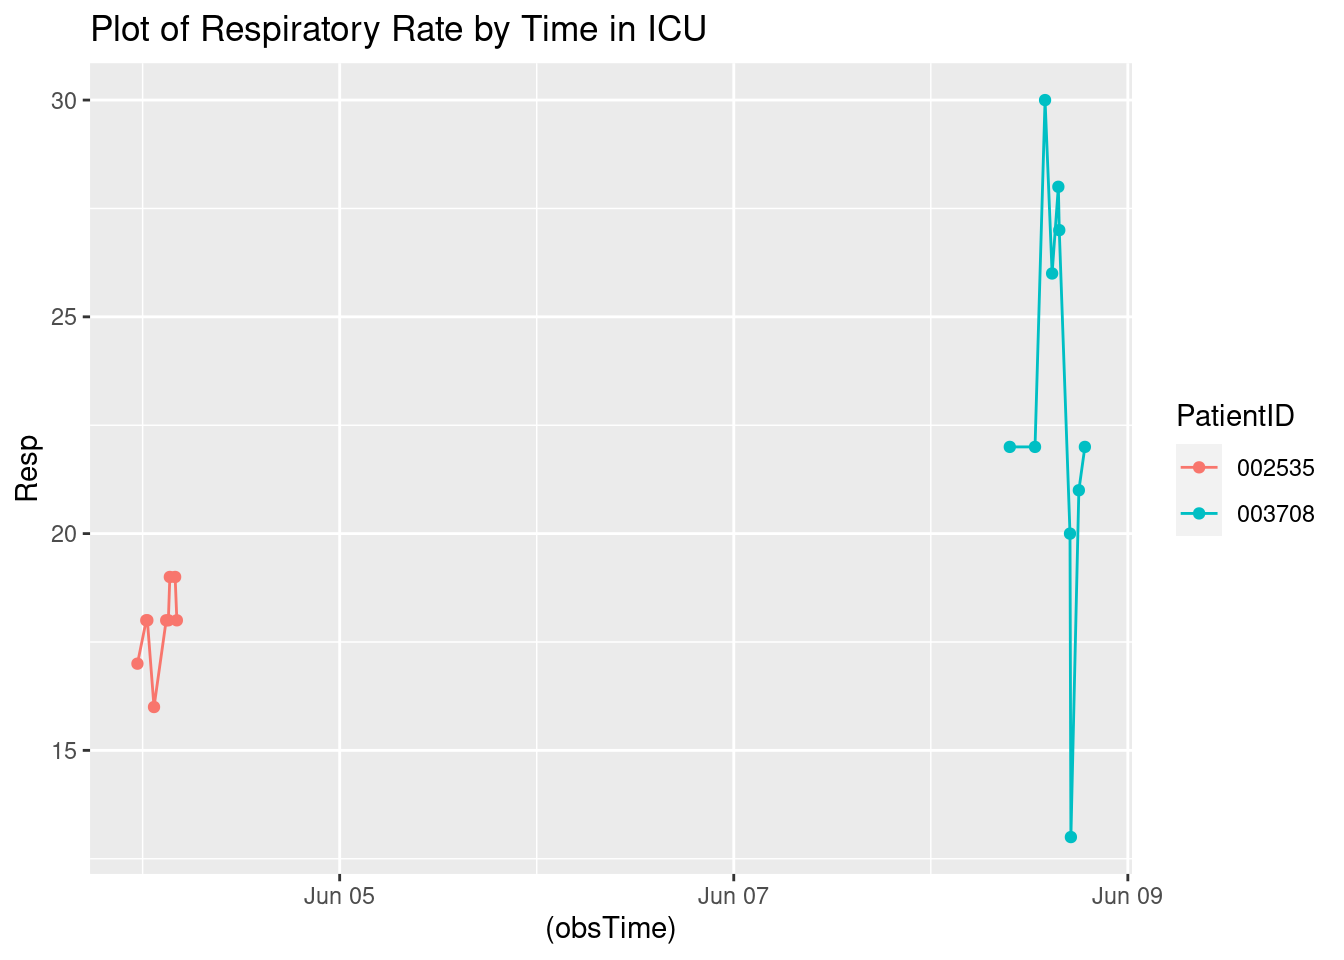 Plot of Respiratory Rate by Time in ICU
30
25
20
15
Resp
Jun 05
Jun 07
Jun 09
(obsTime)
PatientID
002535
003708